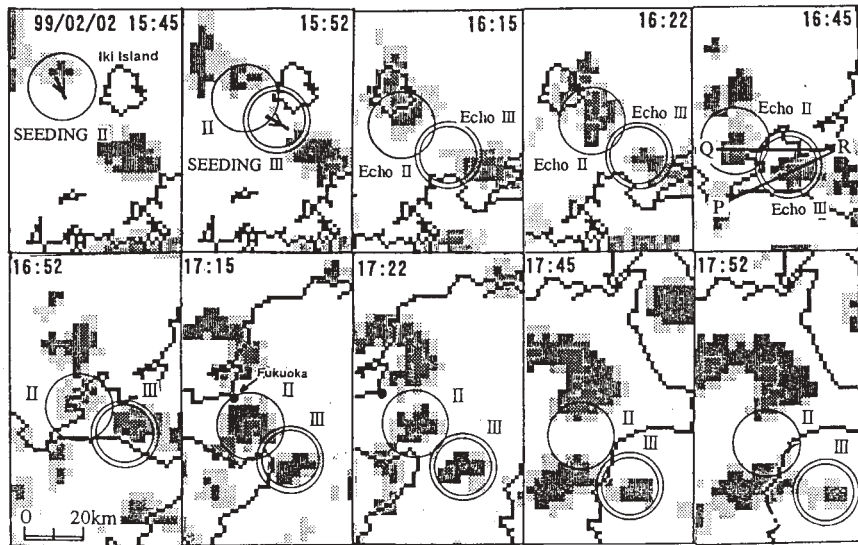 99/02/02 15:45
Iki Island
SEEDING II
15:52
II
SEEDING III
16:15
Echo III
Echo II
16:22
Echo III
Echo II
16:45
Echo II
Q
R
P
Echo III
16:52
II
III
0 20km
17:15
Fukuoka
II
III
17:22
II
III
17:45
II
III
17:52
II
III